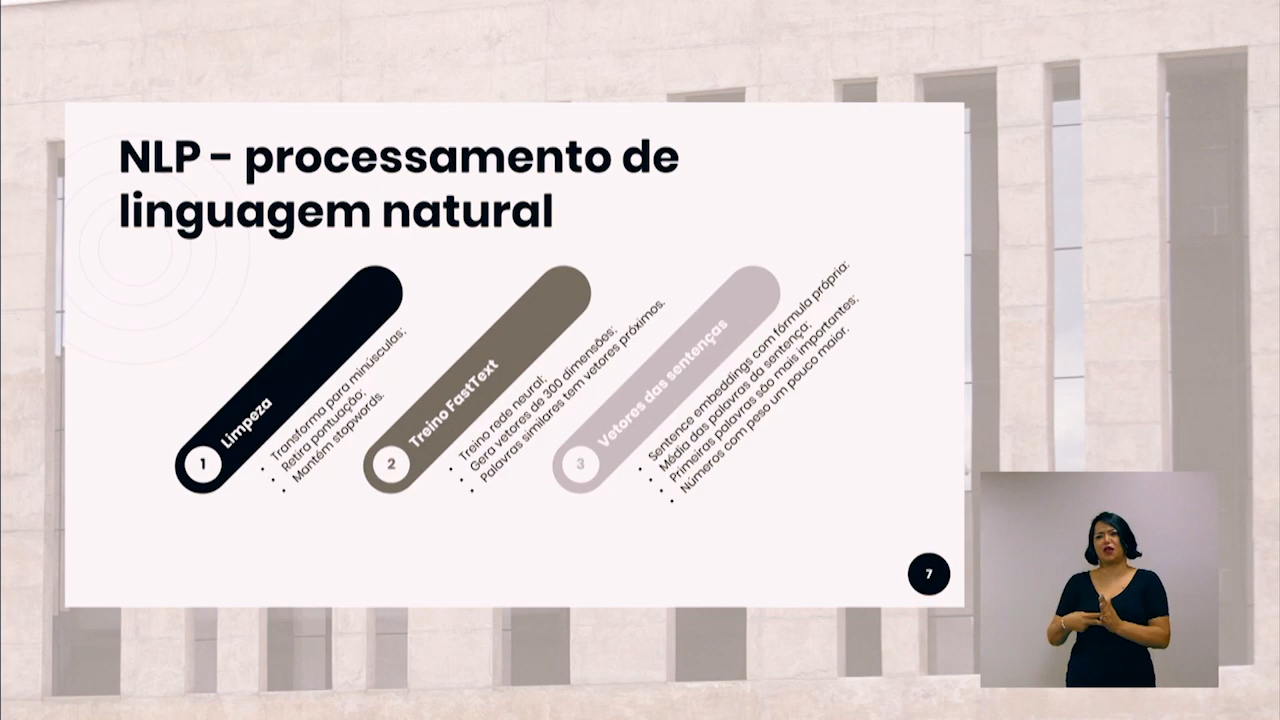 NLP - processamento de
linguagem natural
1
Limpeza
Transforma para minúsculas;
Retira pontuação;
Mantém stopwords.
2
Treino FastText
Treino rede neural;
Gera vetores de 300 dimensões;
Palavras similares tem vetores próximos.
3
Vetores das sentenças
Sentence embeddings com fórmula própria;
Média das palavras da sentença;
Primeiras palavras são mais importantes;
Números com peso um pouco maior.
7